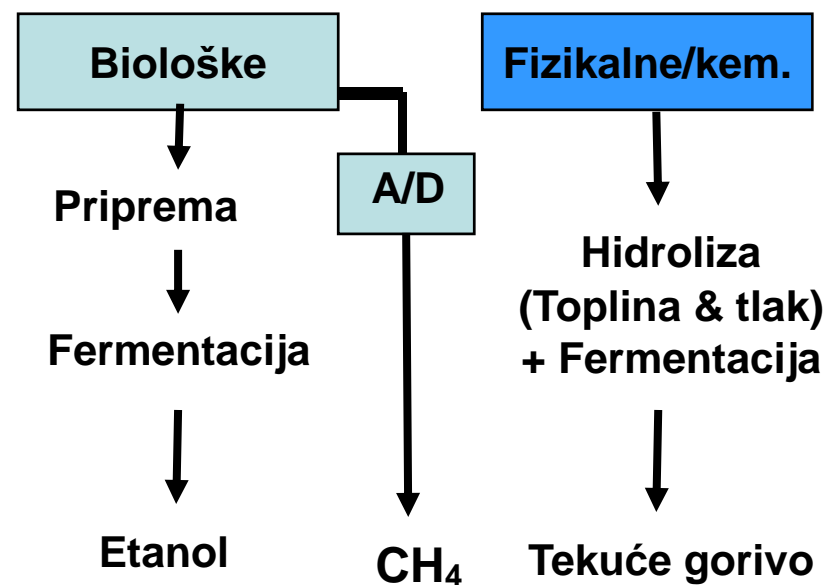 Biološke
Fizikalne/kem.
A/D
Priprema
Hidroliza
(Toplina & tlak)
+ Fermentacija
Fermentacija
Etanol
CH₄
Tekuće gorivo